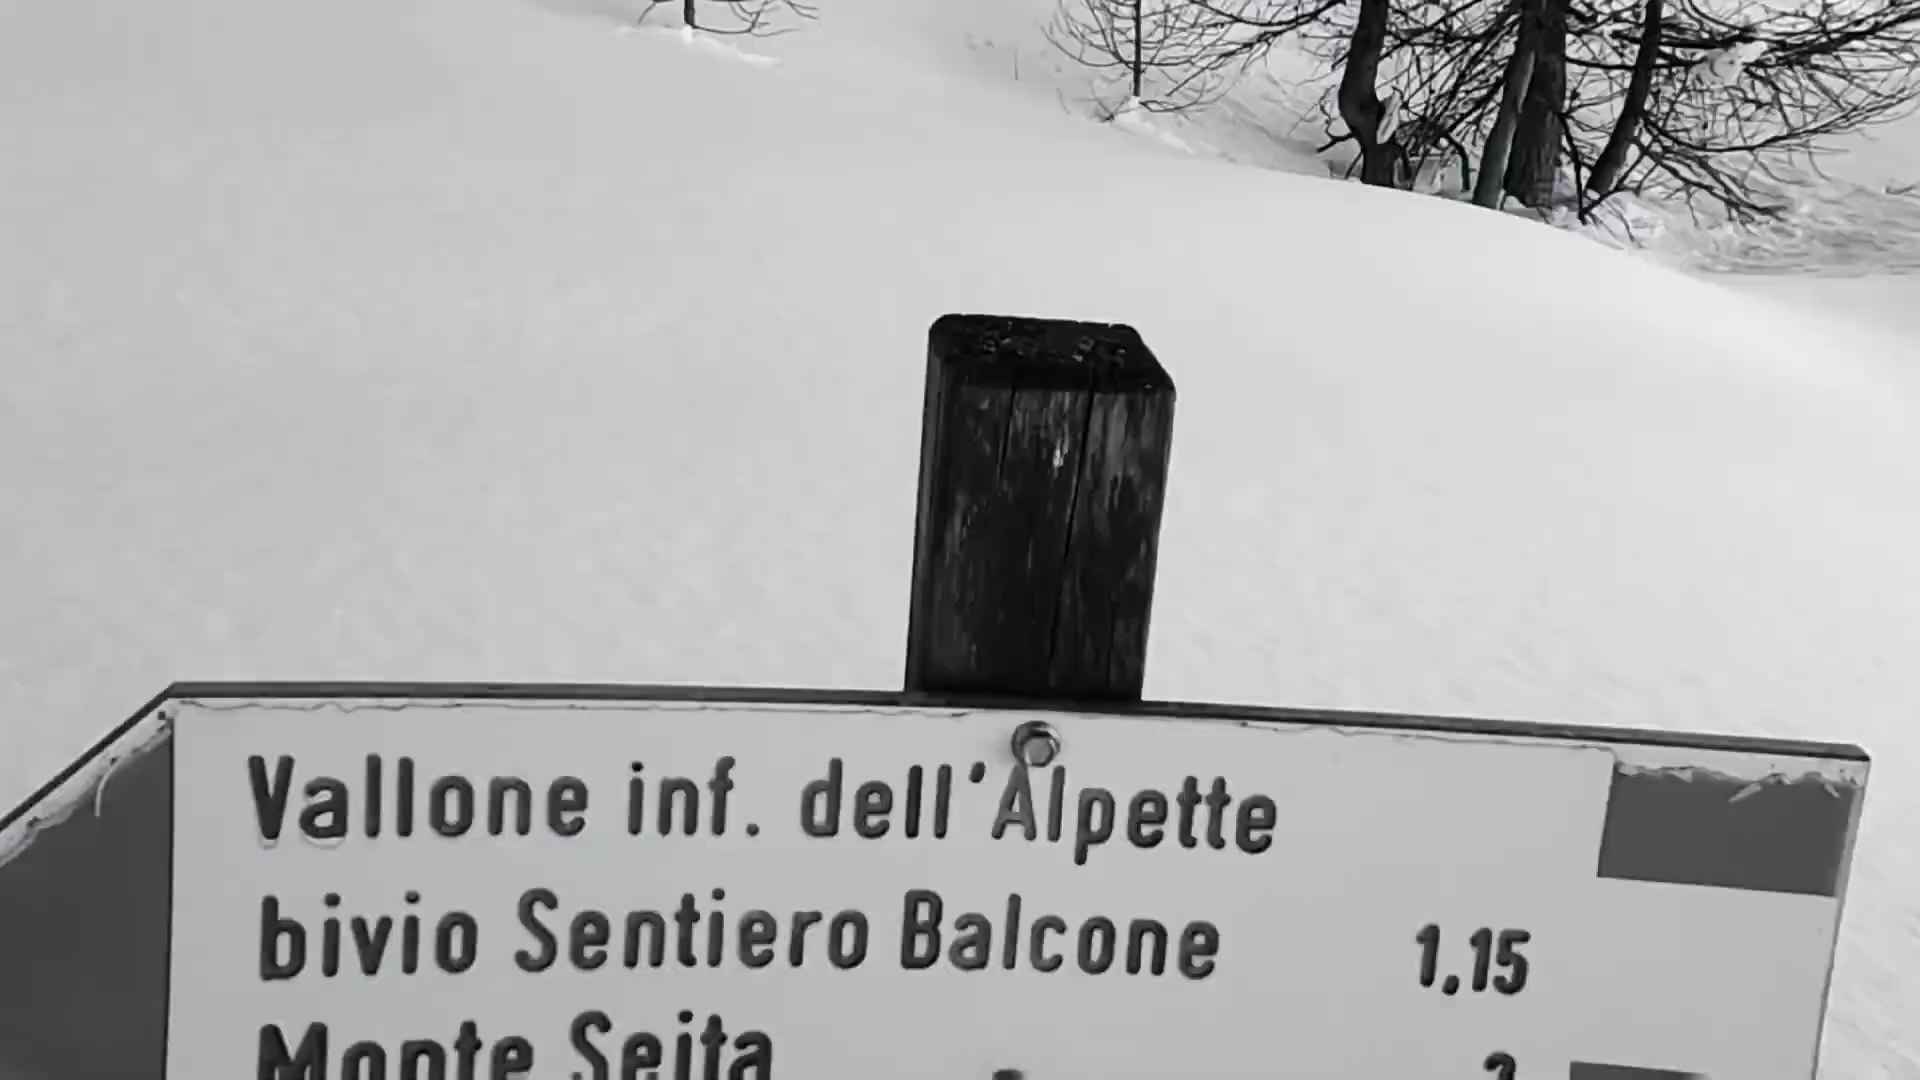 Vallone inf. dell'Alpette
bivio Sentiero Balcone 1,15
Monte Seita